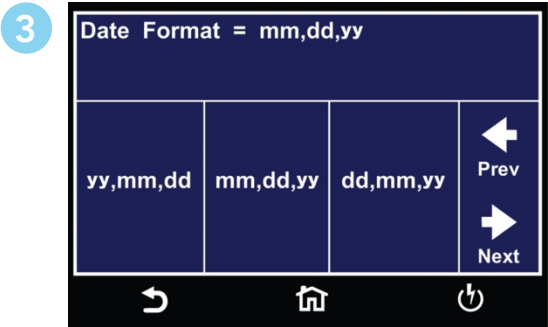 3
Date Format = mm,dd,yy
yy,mm,dd
mm,dd,yy
dd,mm,yy
Prev
Next